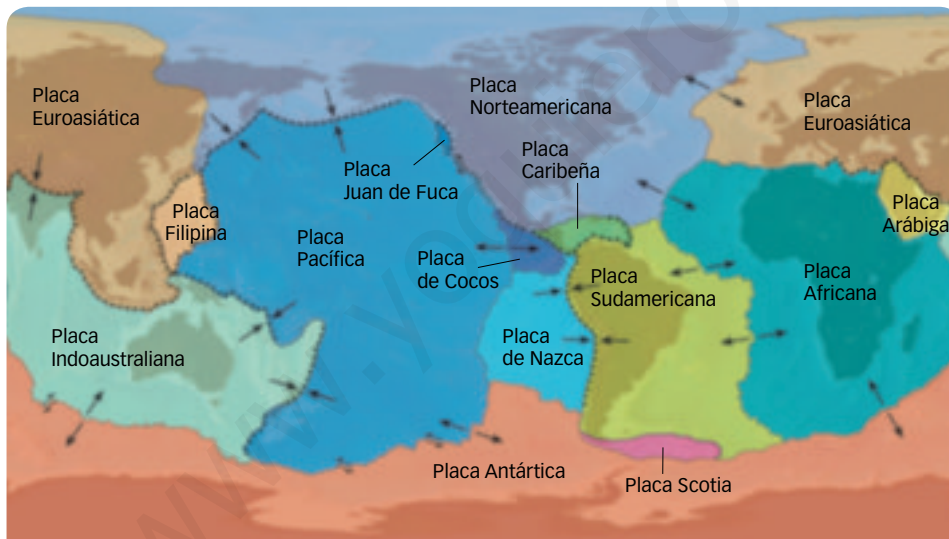 Placa
Euroasiática
Placa
Norteamericana
Placa
Euroasiática
Placa
Caribeña
Placa
Juan de Fuca
Placa
Filipina
Placa
Pacífica
Placa
de Cocos
Placa
Sudamericana
Placa
Arábiga
Placa
Africana
Placa
Indoaustraliana
Placa
de Nazca
Placa Antártica
Placa Scotia